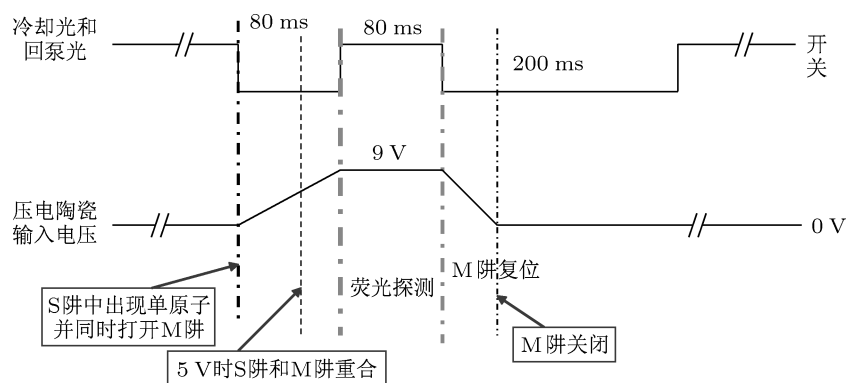 冷却光和
回泵光
80 ms
80 ms
200 ms
开
关
9 V
压电陶瓷
输入电压
0 V
S阱中出现单原子
并同时打开M阱
荧光探测
M阱复位
5 V时S阱和M阱重合
M阱关闭